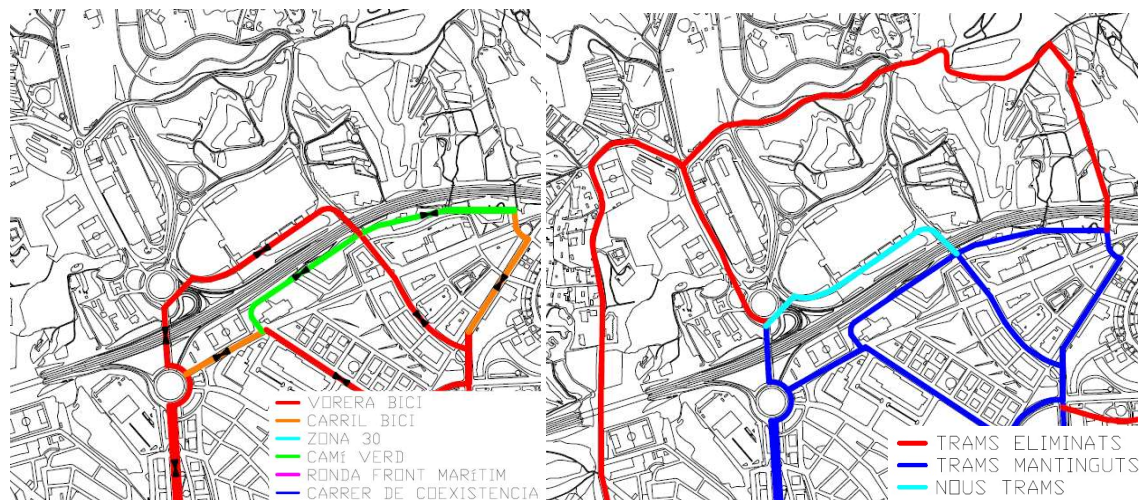 VORERA BICI
CARRIL BICI
ZONA 30
CAMÍ VERD
RONDA FRONT MARÍTIM
CARRER DE COEXISTENCIA
TRAMS ELIMINATS
TRAMS MANTINGUTS
NOUS TRAMS